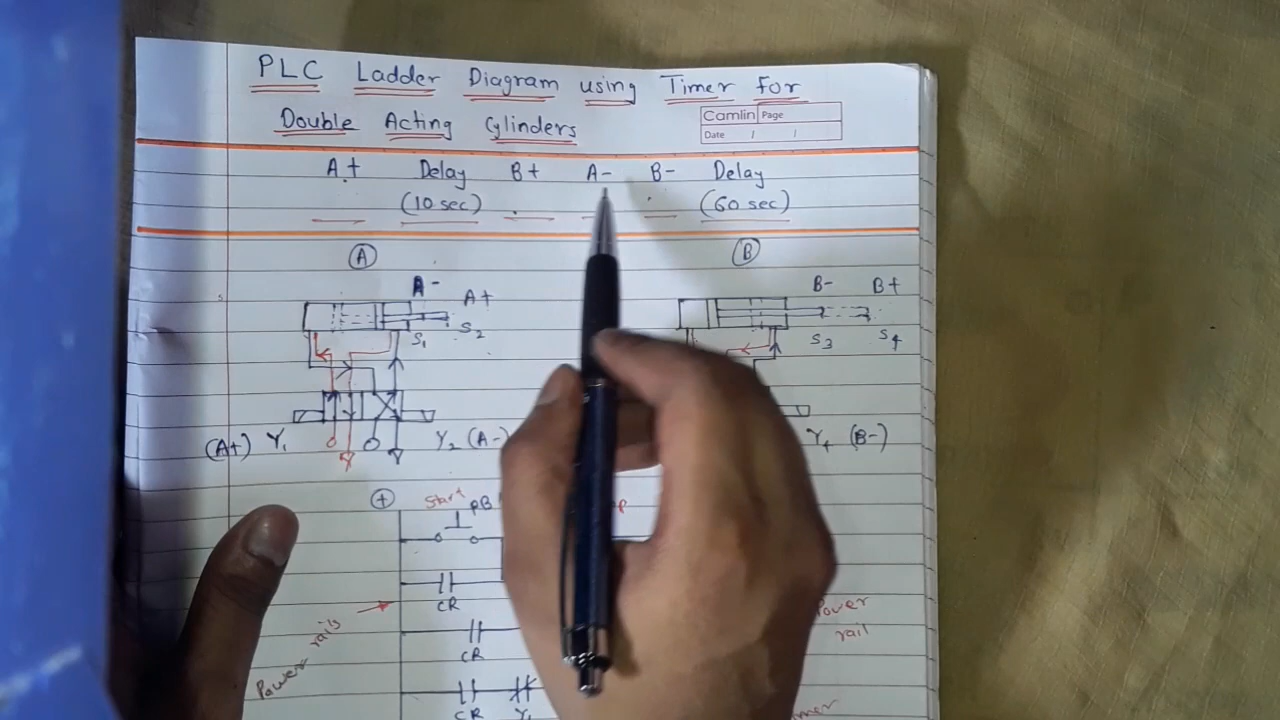 PLC Ladder Diagram using Timer for
Double Acting Cylinders
Camlin Page
Date / /
A+ Delay B+ A- B- Delay
(10 sec) (60 sec)
A B
A- A+ B- B+
S1 S2 S3 S4
(A+) Y1 Y2 (A-) Y4 (B-)
+ Start PB
CR
Power rails
Power rail
CR
CR Y1